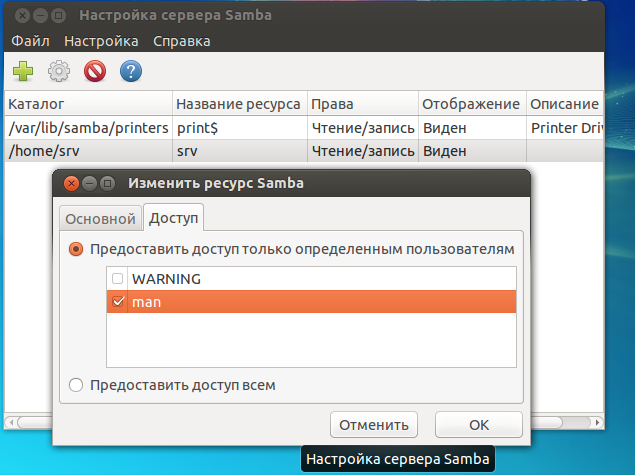 Настройка сервера Samba
Файл Настройка Справка
Каталог Название ресурса Права Отображение Описание
/var/lib/samba/printers print$ Чтение/запись Виден Printer Driv
/home/srv srv Чтение/запись Виден
Изменить ресурс Samba
Основной Доступ
Предоставить доступ только определенным пользователям
WARNING
man
Предоставить доступ всем
Отменить OK
Настройка сервера Samba